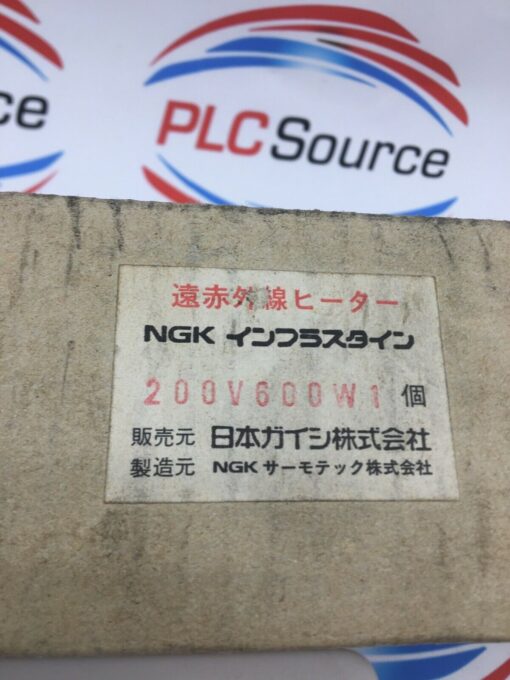 PLC Source
ce
遠赤外線ヒーター
NGK インフラスタイン
200V600W1 個
販売元 日本ガイシ株式会社
製造元 NGK サーモテック株式会社